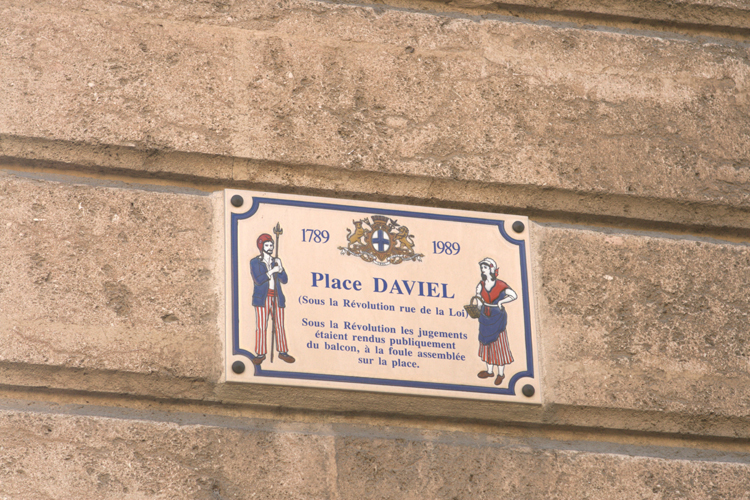 1789 1989
Place DAVIEL
(Sous la Révolution rue de la Loi)
Sous la Révolution les jugements
étaient rendus publiquement
du balcon, à la foule assemblée
sur la place.